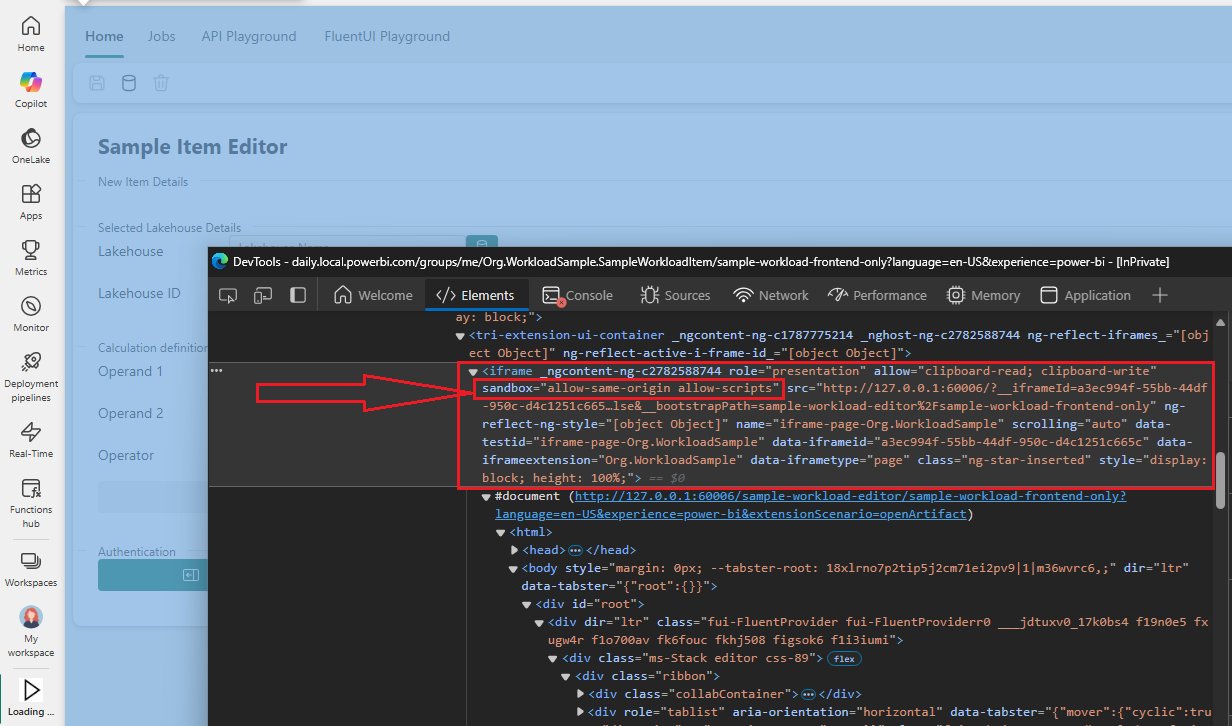 Home
Copilot
OneLake
Apps
Metrics
Monitor
Deployment
pipelines
Real-Time
Functions
hub
Workspaces
My
workspace
Loading ...
Home Jobs API Playground FluentUI Playground
Sample Item Editor
New Item Details
Selected Lakehouse Details
Lakehouse
Lakehouse ID
Calculation definition
Operand 1
Operand 2
Operator
Authentication
DevTools - daily.local.powerbi.com/groups/me/Org.WorkloadSample.SampleWorkloadItem/sample-workload-frontend-only?language=en-US&experience=power-bi - [InPrivate]
Welcome </> Elements Console Sources Network Performance Memory Application
ay: block;">
<tri-extension-ui-container _ngcontent-ng-c1787775214 _nghost-ng-c2782588744 ng-reflect-iframes_="[obj
ect Object]" ng-reflect-active-i-frame-id_="[object Object]">
<iframe _ngcontent-ng-c2782588744 role="presentation" allow="clipboard-read; clipboard-write"
sandbox="allow-same-origin allow-scripts" src="http://127.0.0.1:60006/?__iframeId=a3ec994f-55bb-44df
-950c-d4c1251c665…lse&__bootstrapPath=sample-workload-editor%2Fsample-workload-frontend-only" ng-
reflect-ng-style="[object Object]" name="iframe-page-Org.WorkloadSample" scrolling="auto" data-
testid="iframe-page-Org.WorkloadSample" data-iframeid="a3ec994f-55bb-44df-950c-d4c1251c665c" data-
iframeextension="Org.WorkloadSample" data-iframetype="page" class="ng-star-inserted" style="display:
block; height: 100%;"> == $0
#document (http://127.0.0.1:60006/sample-workload-editor/sample-workload-frontend-only?
language=en-US&experience=power-bi&extensionScenario=openArtifact)
<html>
<head> ••• </head>
<body style="margin: 0px; --tabster-root: 18xlrno7p2tip5j2cm71ei2pv9|1|m36wvrc6,;" dir="ltr"
data-tabster="{"root":{}}">
<div id="root">
<div dir="ltr" class="fui-FluentProvider fui-FluentProviderr0 ___jdtuxv0_17k0bs4 f19n0e5 fx
ugw4r f1o700av fk6fouc fkhj508 figsok6 f1i3iumi">
<div class="ms-Stack editor css-89"> flex
<div class="ribbon">
<div class="collabContainer"> ••• </div>
<div role="tablist" aria-orientation="horizontal" data-tabster="{"mover":{"cyclic":tru